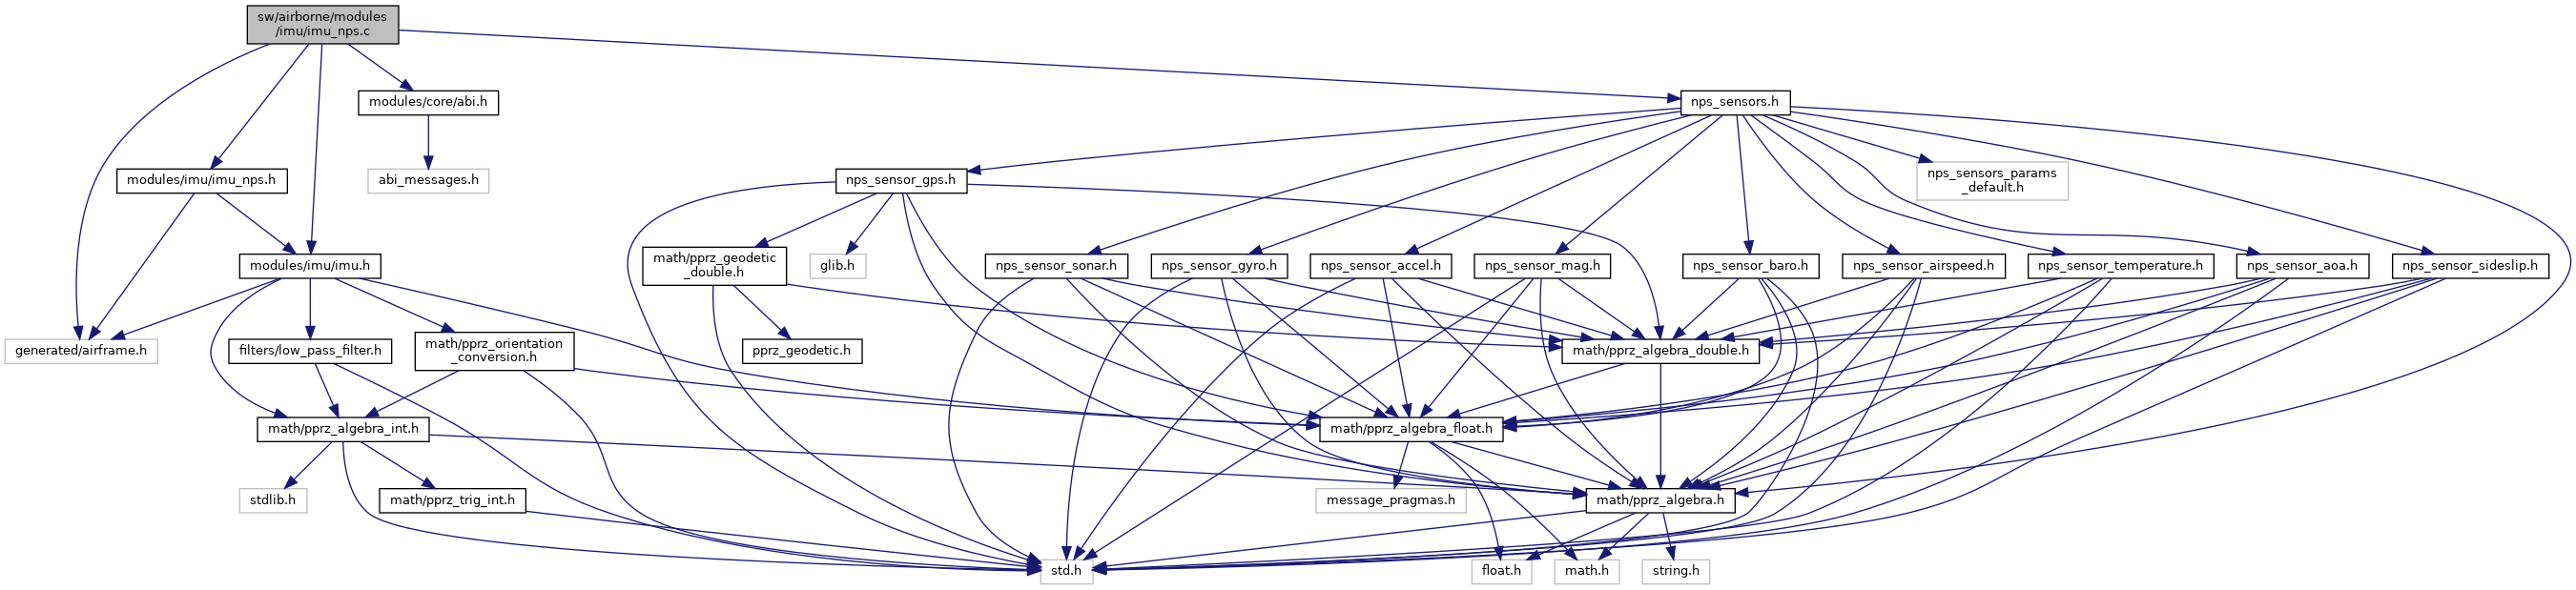 sw/airborne/modules
/imu/imu_nps.c
modules/core/abi.h
nps_sensors.h
modules/imu/imu_nps.h
abi_messages.h
nps_sensor_gps.h
nps_sensors_params
_default.h
modules/imu/imu.h
math/pprz_geodetic
_double.h
glib.h
nps_sensor_sonar.h
nps_sensor_gyro.h
nps_sensor_accel.h
nps_sensor_mag.h
nps_sensor_baro.h
nps_sensor_airspeed.h
nps_sensor_temperature.h
nps_sensor_aoa.h
nps_sensor_sideslip.h
generated/airframe.h
filters/low_pass_filter.h
math/pprz_orientation
_conversion.h
pprz_geodetic.h
math/pprz_algebra_double.h
math/pprz_algebra_int.h
math/pprz_algebra_float.h
stdlib.h
math/pprz_trig_int.h
message_pragmas.h
math/pprz_algebra.h
std.h
float.h
math.h
string.h